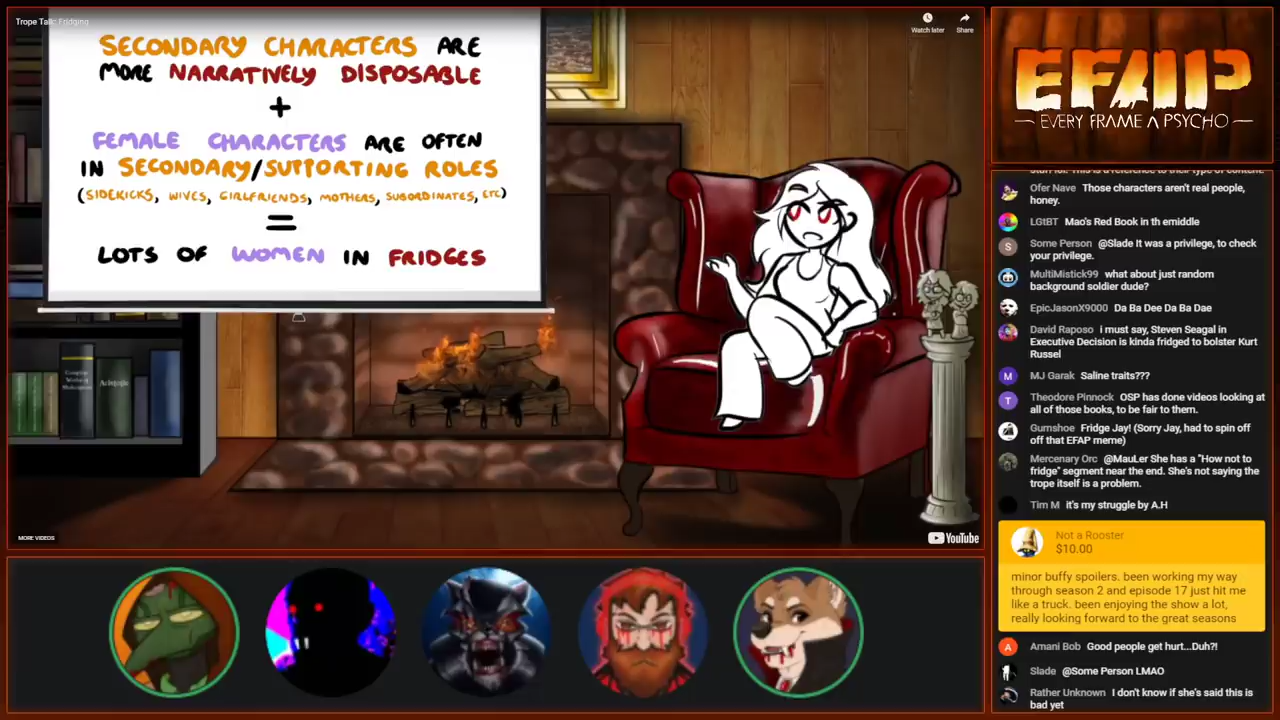 Trope Talk: Fridging
Watch later
Share
SECONDARY CHARACTERS ARE
MORE NARRATIVELY DISPOSABLE
+
FEMALE CHARACTERS ARE OFTEN
IN SECONDARY/SUPPORTING ROLES
(SIDEKICKS, WIVES, GIRLFRIENDS, MOTHERS, SUBORDINATES, ETC)
=
LOTS OF WOMEN IN FRIDGES
MORE VIDEOS
YouTube
EFAP
EVERY FRAME A PSYCHO
Ofer Nave Those characters aren't real people,
honey.
LGtBT Mao's Red Book in th emiddle
Some Person @Slade It was a privilege, to check
your privilege.
MultiMistick99 what about just random
background soldier dude?
EpicJasonX9000 Da Ba Dee Da Ba Dae
David Raposo i must say, Steven Seagal in
Executive Decision is kinda fridged to bolster Kurt
Russel
MJ Garak Saline traits???
Theodore Pinnock OSP has done videos looking at
all of those books, to be fair to them.
Gumshoe Fridge Jay! (Sorry Jay, had to spin off
off that EFAP meme)
Mercenary Orc @MauLer She has a "How not to
fridge" segment near the end. She's not saying the
trope itself is a problem.
Tim M it's my struggle by A.H
Not a Rooster
$10.00
minor buffy spoilers. been working my way
through season 2 and episode 17 just hit me
like a truck. been enjoying the show a lot,
really looking forward to the great seasons
Amani Bob Good people get hurt...Duh?!
Slade @Some Person LMAO
Rather Unknown I don't know if she's said this is
bad yet